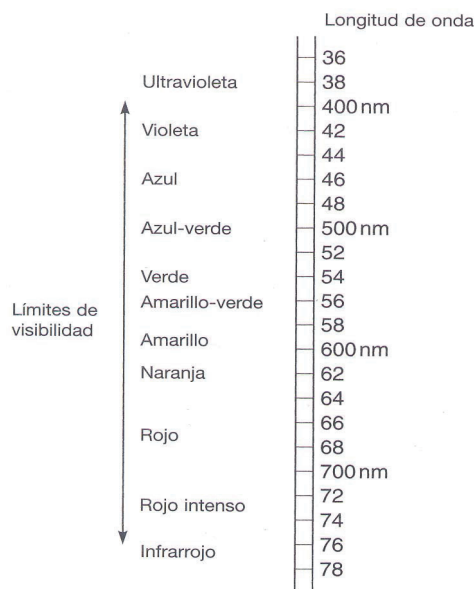 Longitud de onda
36
Ultravioleta 38
400 nm
Violeta 42
44
Azul 46
48
Azul-verde 500 nm
52
Verde 54
Amarillo-verde 56
Límites de
visibilidad
58
Amarillo 600 nm
Naranja 62
64
66
Rojo 68
700 nm
72
Rojo intenso 74
76
Infrarrojo 78